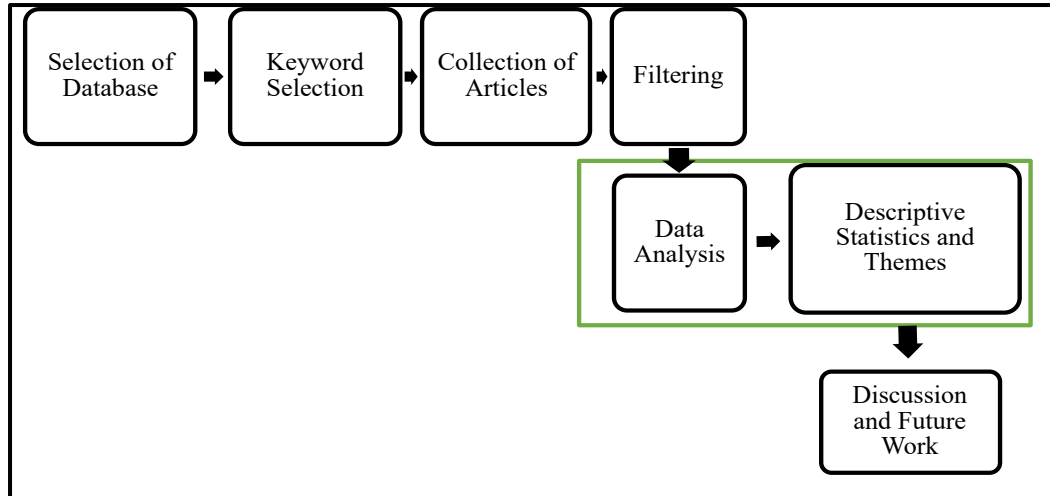 Selection of
Database
Keyword
Selection
Collection of
Articles
Filtering
Data
Analysis
Descriptive
Statistics and
Themes
Discussion
and Future
Work